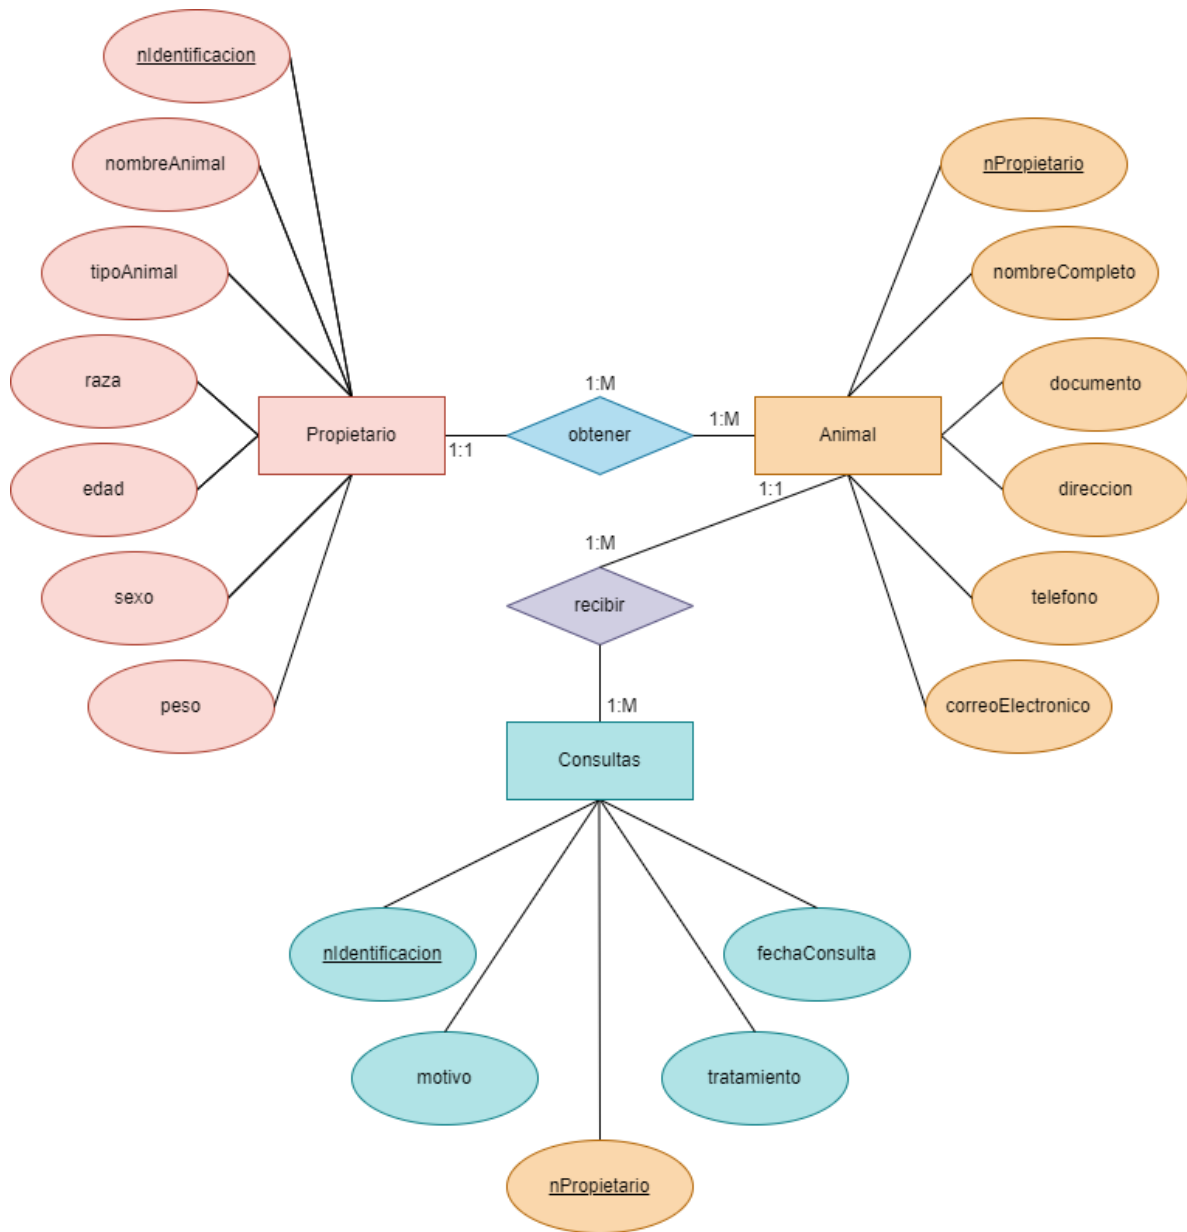 nIdentificacion
nombreAnimal
nPropietario
tipoAnimal
nombreCompleto
raza
documento
1:M
Propietario
1:1
obtener
1:M
Animal
1:1
edad
direccion
1:M
sexo
recibir
telefono
peso
1:M
correoElectronico
Consultas
nIdentificacion
fechaConsulta
motivo
tratamiento
nPropietario